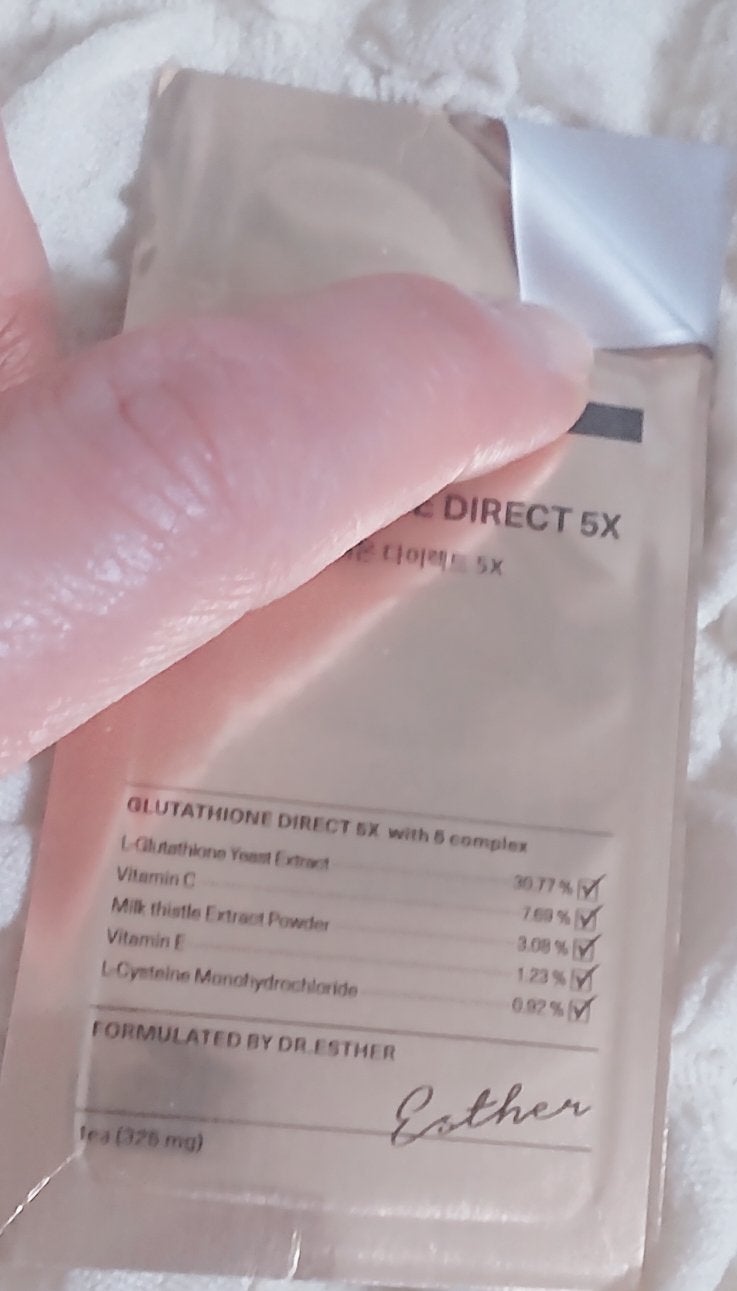 DIRECT 5X
다이렉트 5X
GLUTATHIONE DIRECT 5X with 5 complex
L-Glutathione Yeast Extract 30.77 %
Vitamin C 7.69 %
Milk thistle Extract Powder 3.08 %
Vitamin E 1.23 %
L-Cysteine Monohydrochloride 0.92 %
FORMULATED BY DR.ESTHER
Esther
1ea (325 mg)